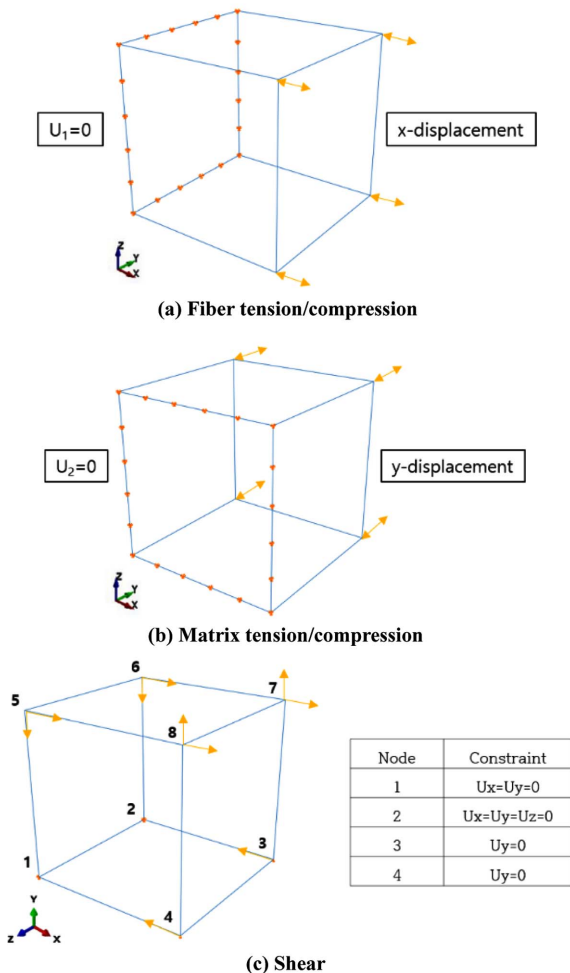 U₁=0
x-displacement
Z
Y
X
(a) Fiber tension/compression
U₂=0
y-displacement
Z
Y
X
(b) Matrix tension/compression
6
7
5
8
2
3
1
4
Y
Z
X
Node Constraint
1 Ux=Uy=0
2 Ux=Uy=Uz=0
3 Uy=0
4 Uy=0
(c) Shear